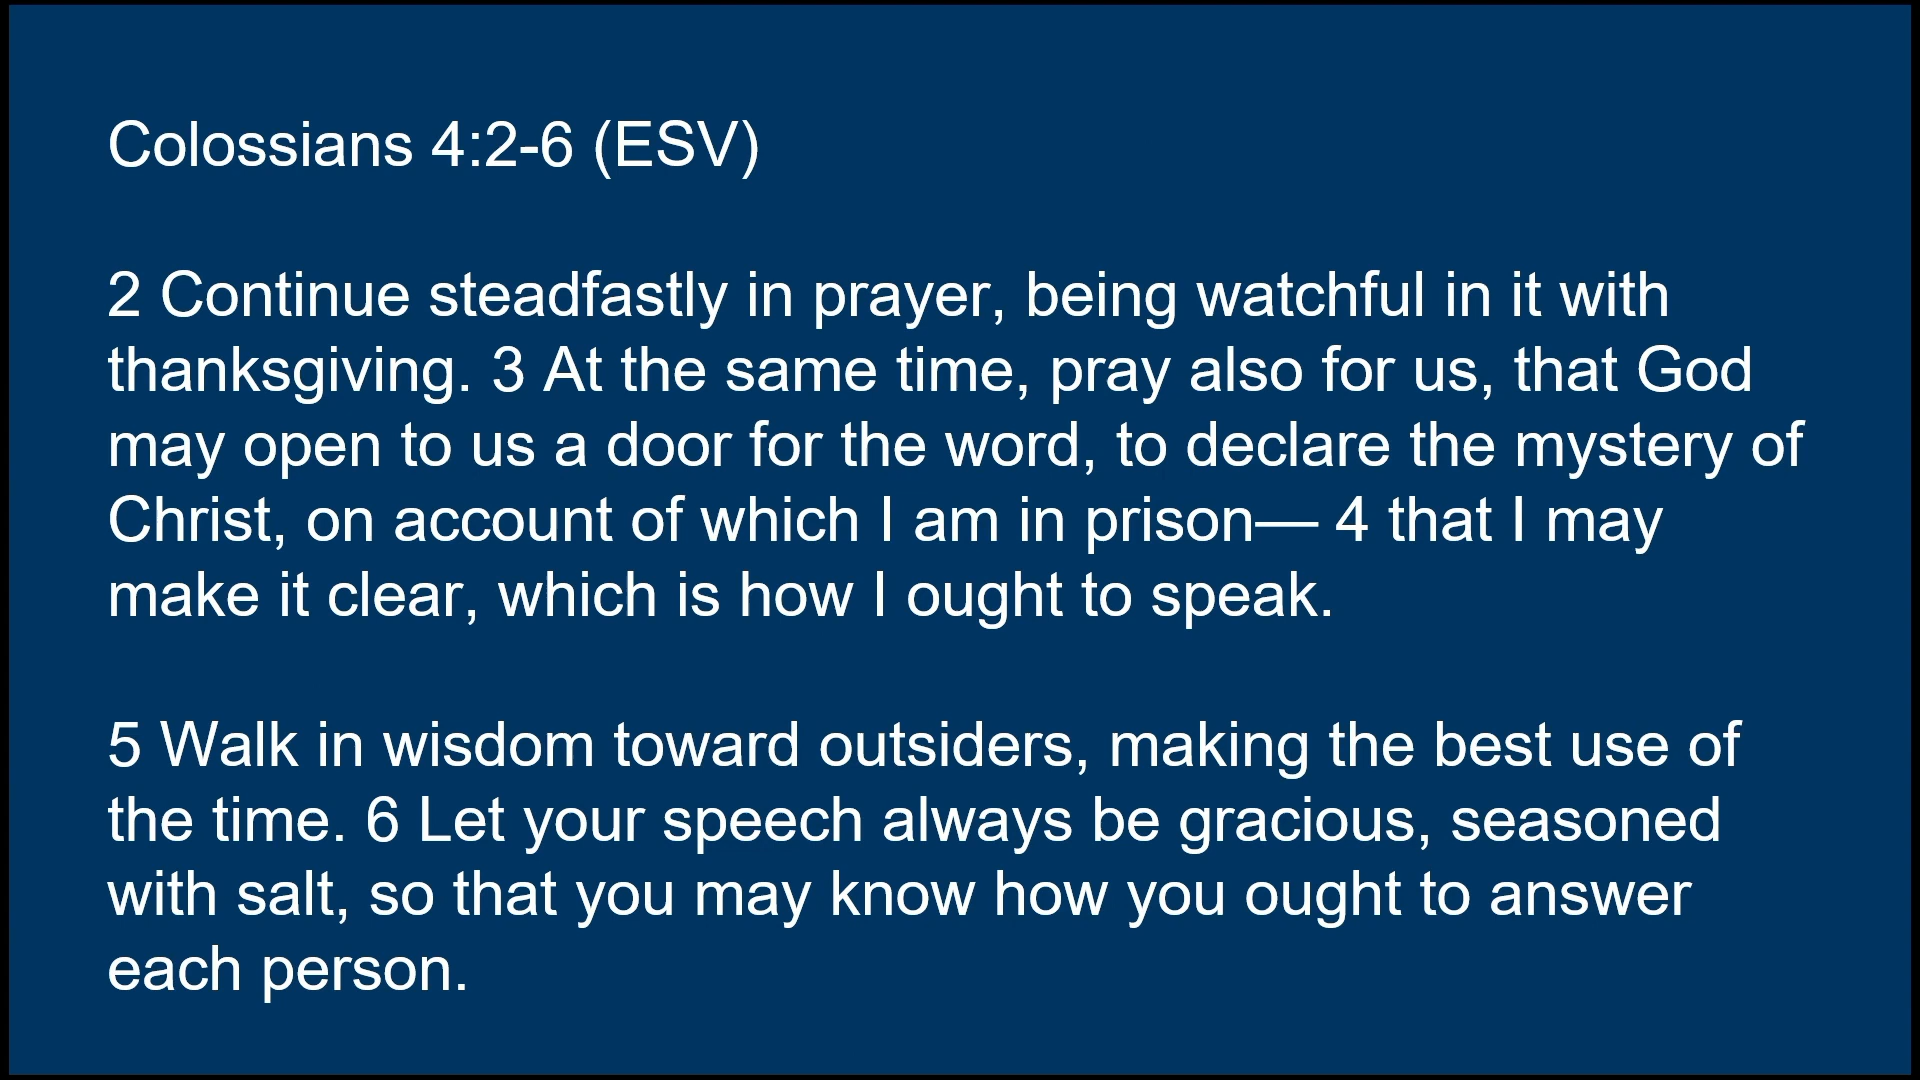 Colossians 4:2-6 (ESV)
2 Continue steadfastly in prayer, being watchful in it with
thanksgiving. 3 At the same time, pray also for us, that God
may open to us a door for the word, to declare the mystery of
Christ, on account of which I am in prison— 4 that I may
make it clear, which is how I ought to speak.
5 Walk in wisdom toward outsiders, making the best use of
the time. 6 Let your speech always be gracious, seasoned
with salt, so that you may know how you ought to answer
each person.